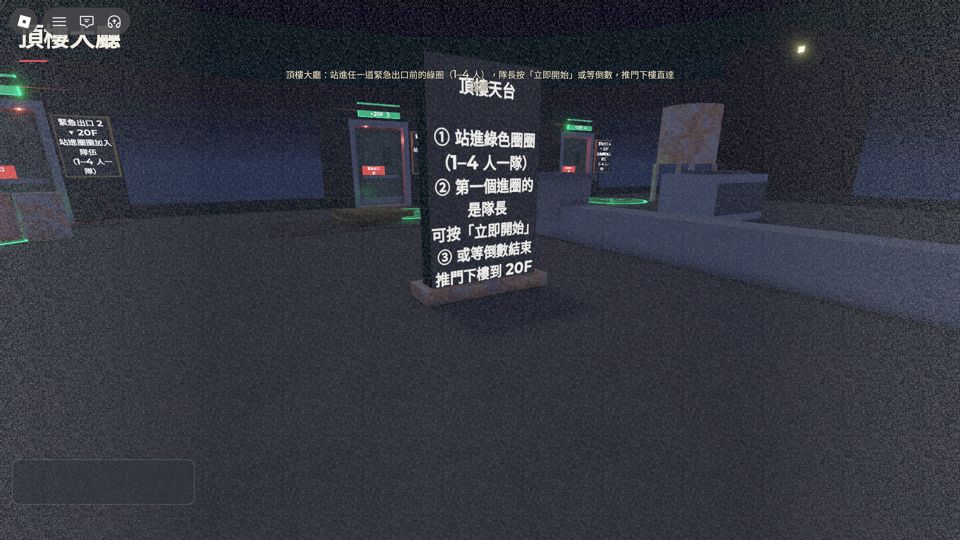 頂樓大廳
頂樓大廳：站進任一道緊急出口前的綠圈（1–4 人），隊長按「立即開始」或等倒數，推門下樓直達
頂樓天台
① 站進綠色圈圈
（1–4 人一隊）
② 第一個進圈的
是隊長
可按「立即開始」
③ 或等倒數結束
推門下樓到 20F
緊急出口 2
▼ 20F
站進圈圈加入
隊伍
（1–4 人一
隊）